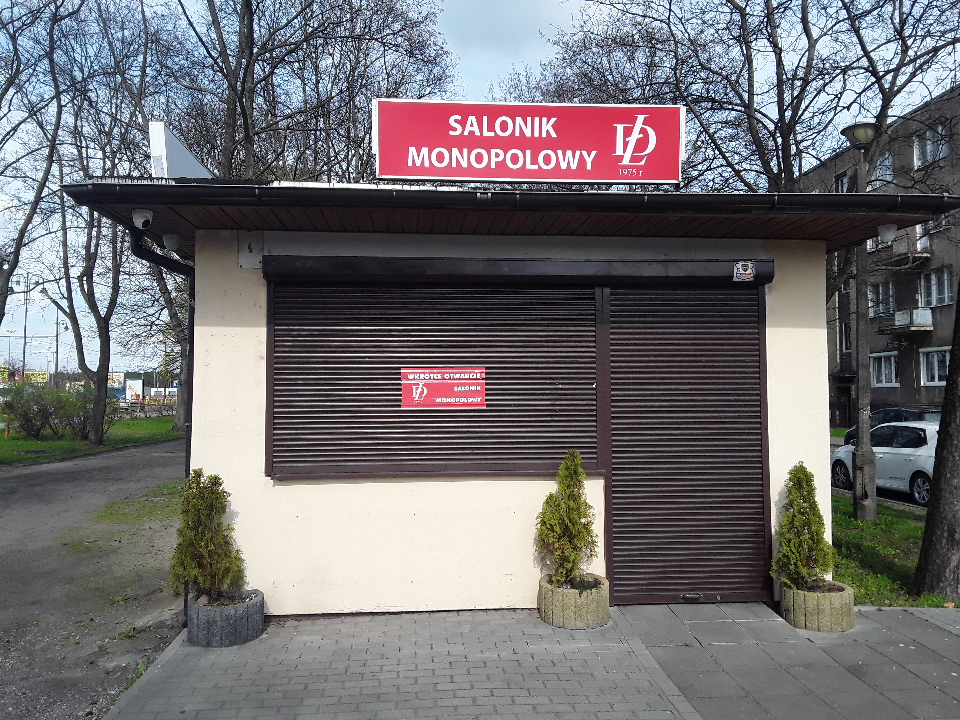 SALONIK
MONOPOLOWY
1975 r
WKRÓTCE OTWARCIE
SALONIK
MONOPOLOWY